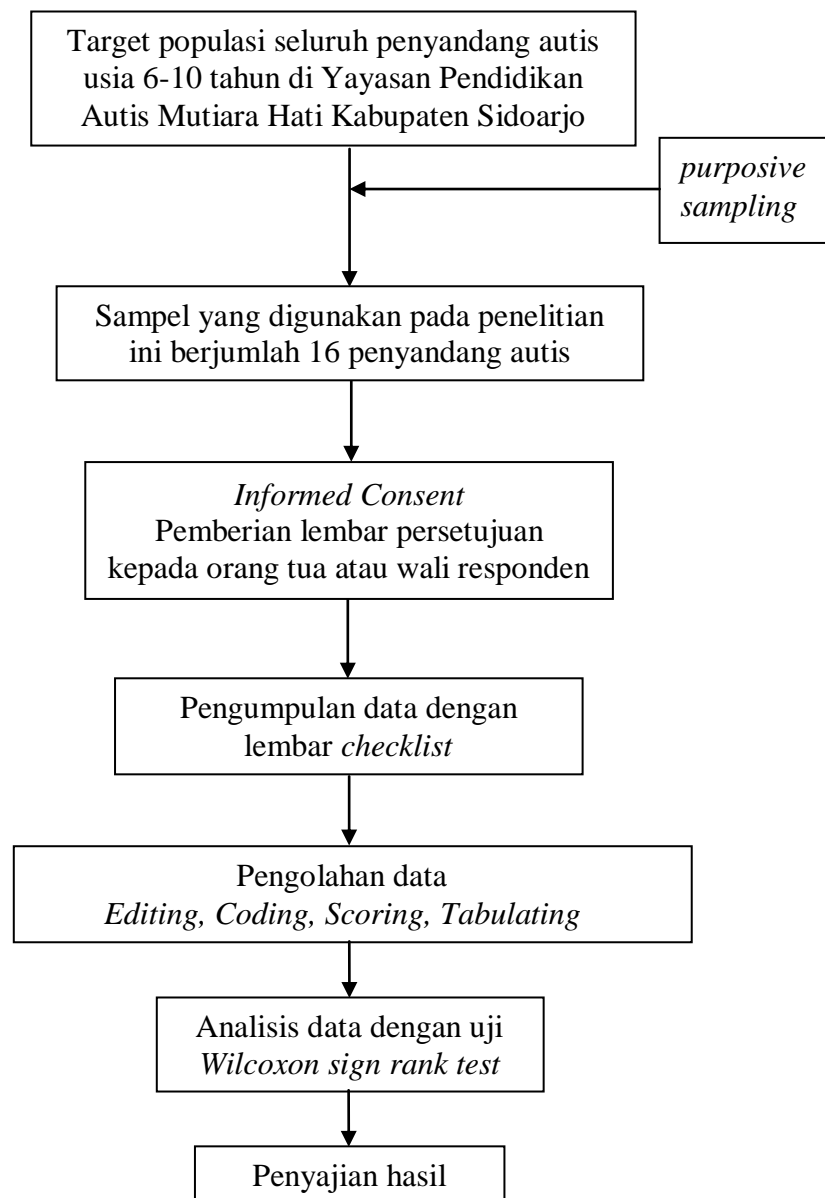 Target populasi seluruh penyandang autis
usia 6-10 tahun di Yayasan Pendidikan
Autis Mutiara Hati Kabupaten Sidoarjo
purposive
sampling
Sampel yang digunakan pada penelitian
ini berjumlah 16 penyandang autis
Informed Consent
Pemberian lembar persetujuan
kepada orang tua atau wali responden
Pengumpulan data dengan
lembar checklist
Pengolahan data
Editing, Coding, Scoring, Tabulating
Analisis data dengan uji
Wilcoxon sign rank test
Penyajian hasil